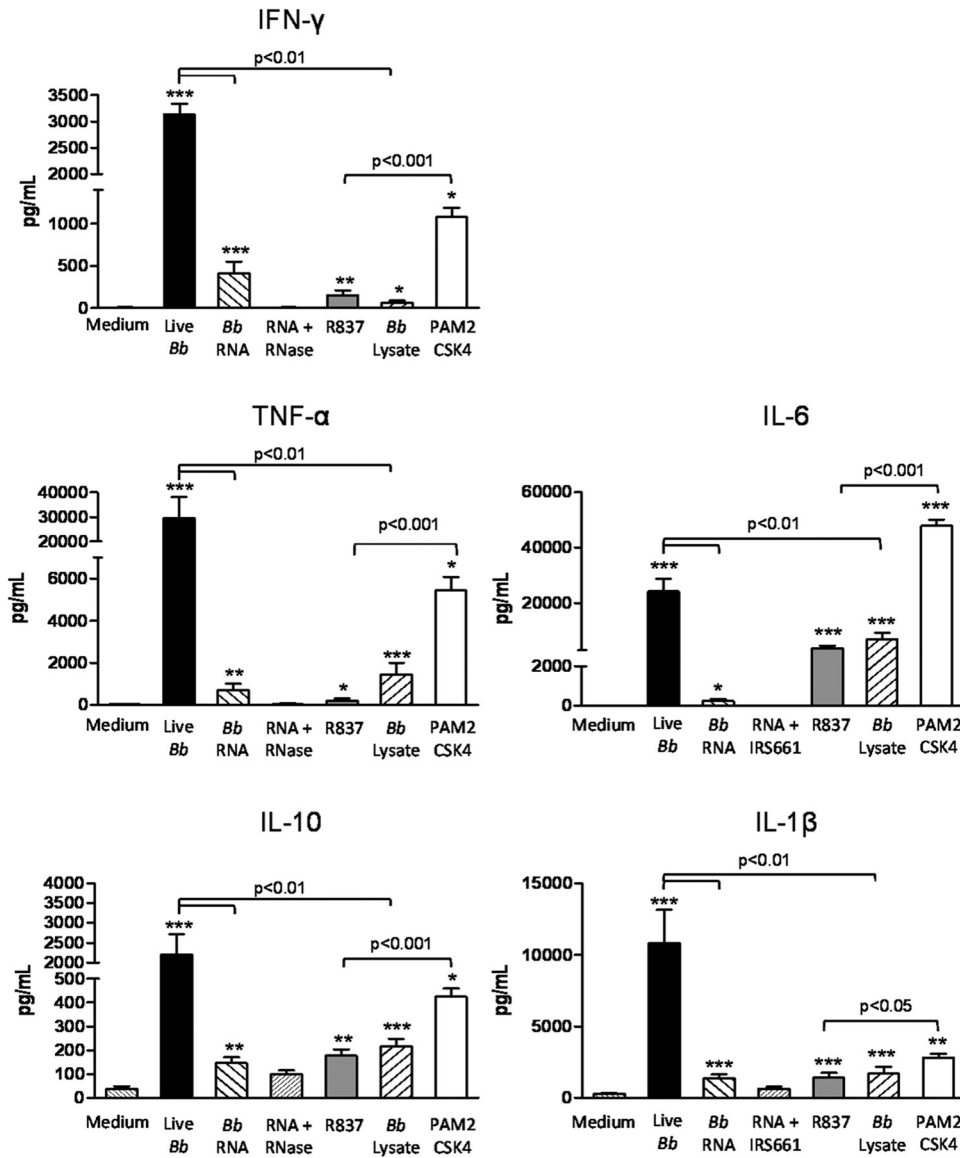 IFN-γ
p<0.01
3500
***
3000
2500
2000
p<0.001
*
pg/mL
1000
500
***
**
*
0
Medium
Live
Bb
Bb
RNA
RNA +
RNase
R837
Bb
Lysate
PAM2
CSK4
TNF-α
p<0.01
40000
***
30000
20000
p<0.001
*
pg/mL
6000
4000
2000
**
*
***
0
Medium
Live
Bb
Bb
RNA
RNA +
RNase
R837
Bb
Lysate
PAM2
CSK4
IL-6
p<0.001
60000
***
p<0.01
40000
***
20000
***
***
pg/mL
2000
*
0
Medium
Live
Bb
Bb
RNA
RNA +
IRS661
R837
Bb
Lysate
PAM2
CSK4
IL-10
4000
p<0.01
3500
3000
***
2500
2000
p<0.001
*
pg/mL
500
400
300
200
100
0
**
**
***
Medium
Live
Bb
Bb
RNA
RNA +
RNase
R837
Bb
Lysate
PAM2
CSK4
IL-1β
p<0.01
15000
***
10000
p<0.05
pg/mL
5000
***
***
***
**
0
Medium
Live
Bb
Bb
RNA
RNA +
IRS661
R837
Bb
Lysate
PAM2
CSK4